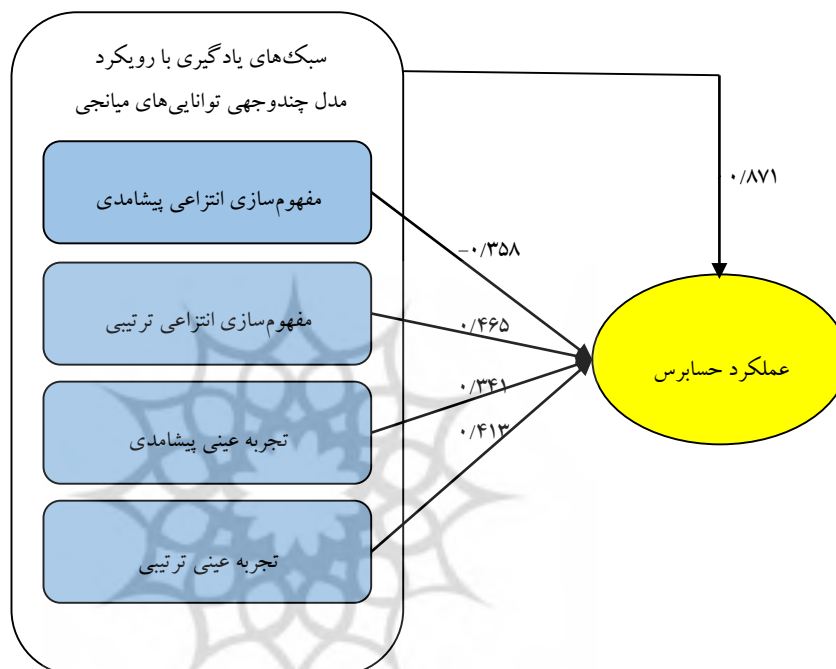 سبک‌های یادگیری با رویکرد
مدل چندوجهی توانایی‌های میانجی
مفهوم‌سازی انتزاعی پیشامدی
۰/۸۷۱
-۰/۳۵۸
مفهوم‌سازی انتزاعی ترتیبی
۰/۴۶۵
عملکرد حسابرس
۰/۳۴۱
تجربه عینی پیشامدی
۰/۴۱۳
تجربه عینی ترتیبی